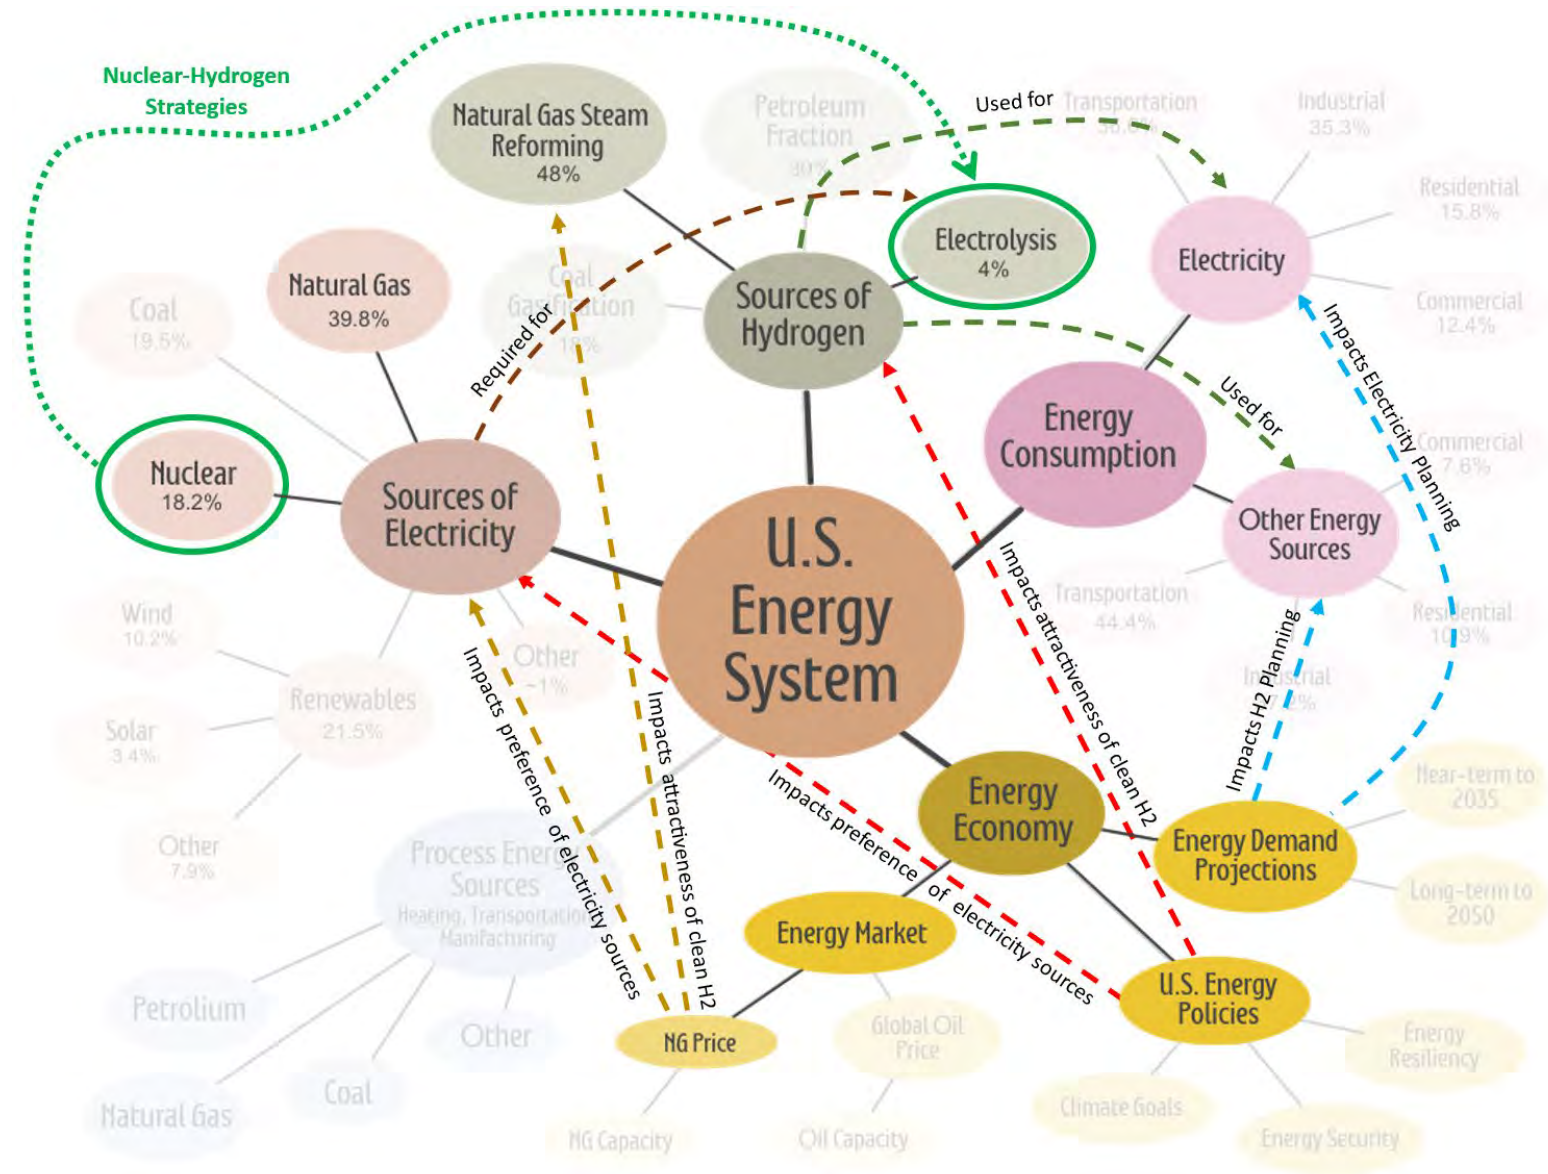 Nuclear-Hydrogen
Strategies
Natural Gas Steam
Reforming
48%
Petroleum
Fraction
30%
Used for
Transportation
Industrial
35.3%
Residential
15.8%
Electrolysis
4%
Electricity
Commercial
12.4%
Coal
19.5%
Natural Gas
39.8%
Coal
Gasification
18%
Required for
Sources of
Hydrogen
Impacts Electricity Planning
Energy
Consumption
Used for
Commercial
7.6%
Nuclear
18.2%
Sources of
Electricity
U.S.
Energy
System
Other Energy
Sources
Transportation
44.4%
Residential
10.9%
Industrial
Impacts H2 Planning
Impacts attractiveness of clean H2
Wind
10.2%
Other
~1%
Renewables
21.5%
Solar
3.4%
Other
7.9%
Impacts preference of electricity sources
Impacts attractiveness of clean H2
Impacts preference of electricity sources
Energy
Economy
Near-term to
2035
Energy Demand
Projections
Long-term to
2050
Process Energy
Sources
Heating, Transportation
Manifacturing
Energy Market
Petrolium
Other
Coal
Natural Gas
NG Price
NG Capacity
Global Oil
Price
Oil Capacity
U.S. Energy
Policies
Energy
Resiliency
Climate Goals
Energy Security